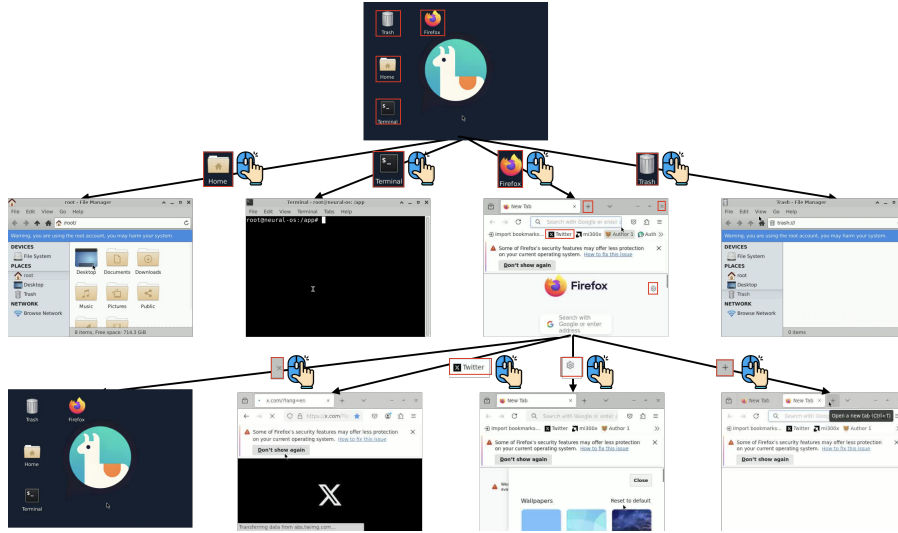 Trash
Firefox
Home
Terminal
Home
Terminal
Firefox
Trash
root - File Manager
File Edit View Go Help
/root/
Warning, you are using the root account, you may harm your system.
DEVICES
File System
PLACES
root
Desktop
Trash
NETWORK
Browse Network
Desktop
Documents
Downloads
Music
Pictures
Public
8 items, Free space: 714.3 GiB
Terminal - root@neural-os: /app
File Edit View Terminal Tabs Help
root@neural-os:/app#
New Tab
Search with Google or enter
Import bookmarks... Twitter mi300x Author 1 Auth
Some of Firefox's security features may offer less protection
on your current operating system. How to fix this issue
Don't show again
Firefox
Search with
Google or enter
address
Trash - File Manager
File Edit View Go Help
trash:///
Warning, you are using the root account, you may harm your system.
DEVICES
File System
PLACES
root
Desktop
Trash
NETWORK
Browse Network
0 items
Twitter
Trash
Firefox
Home
Terminal
x.com/?lang=es
Some of Firefox's security features may offer less protection
on your current operating system. How to fix this issue
Don't show again
New Tab
Search with Google or enter
Import bookmarks... Twitter mi300x Author 1
Some of Firefox's security features may offer less protection
on your current operating system. How to fix this issue
Don't show again
Close
Wallpapers
Reset to default
New Tab
New Tab
Open a new tab (Ctrl+T)
Import bookmarks... Twitter mi300x Author 1
Some of Firefox's security features may offer less protection
on your current operating system. How to fix this issue
Don't show again